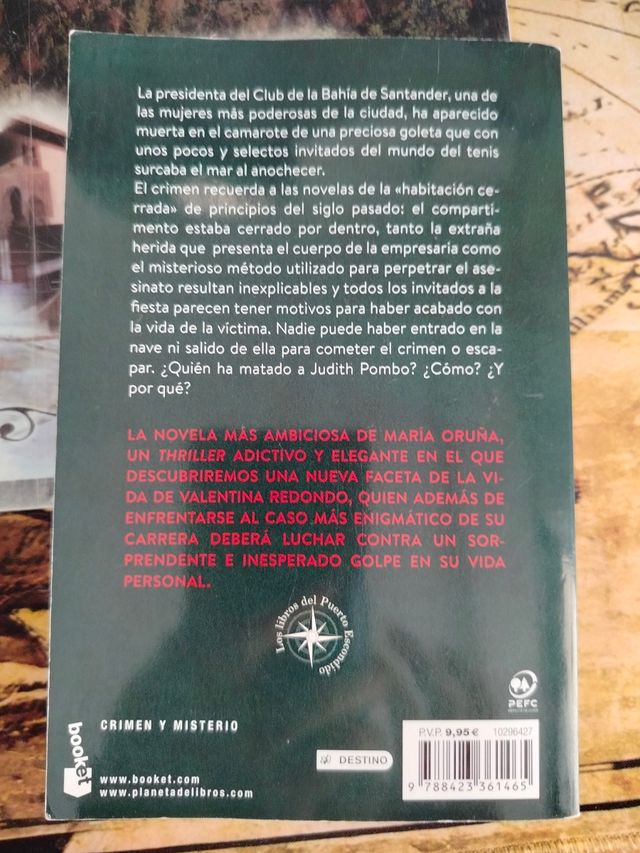 La presidenta del Club de la Bahía de Santander, una de
las mujeres más poderosas de la ciudad, ha aparecido
muerta en el camarote de una preciosa goleta que con
unos pocos y selectos invitados del mundo del tenis
surcaba el mar al anochecer.
El crimen recuerda a las novelas de la «habitación ce-
rrada» de principios del siglo pasado: el comparti-
mento estaba cerrado por dentro, tanto la extraña
herida que presenta el cuerpo de la empresaria como
el misterioso método utilizado para perpetrar el ase-
sinato resultan inexplicables y todos los invitados a la
fiesta parecen tener motivos para haber acabado con
la vida de la víctima. Nadie puede haber entrado en la
nave ni salido de ella para cometer el crimen o esca-
par. ¿Quién ha matado a Judith Pombo? ¿Cómo? ¿Y
por qué?
LA NOVELA MÁS AMBICIOSA DE MARÍA ORUÑA,
UN THRILLER ADICTIVO Y ELEGANTE EN EL QUE
DESCUBRIREMOS UNA NUEVA FACETA DE LA VI-
DA DE VALENTINA REDONDO, QUIEN ADEMÁS DE
ENFRENTARSE AL CASO MÁS ENIGMÁTICO DE SU
CARRERA DEBERÁ LUCHAR CONTRA UN SOR-
PRENDENTE E INESPERADO GOLPE EN SU VIDA
PERSONAL.
Los libros del Puerto Escondido
PEFC
CRIMEN Y MISTERIO
booket
www.booket.com
www.planetadelibros.com
DESTINO
P.V.P. 9,95 € 10296427
9 788423 361465